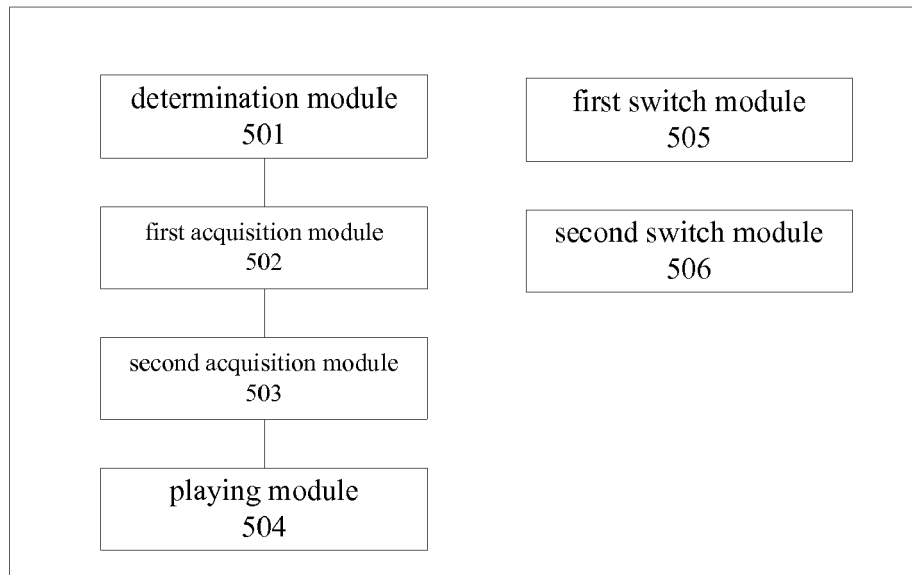 determination module
501
first acquisition module
502
second acquisition module
503
playing module
504
first switch module
505
second switch module
506